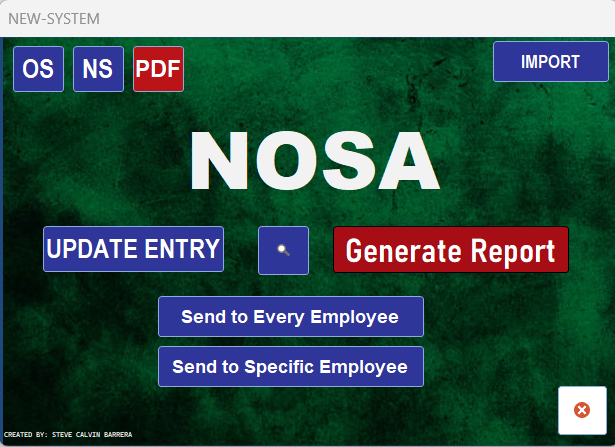 NEW-SYSTEM
OS NS PDF IMPORT
NOSA
UPDATE ENTRY Generate Report
Send to Every Employee
Send to Specific Employee
CREATED BY: STEVE CALVIN BARRERA